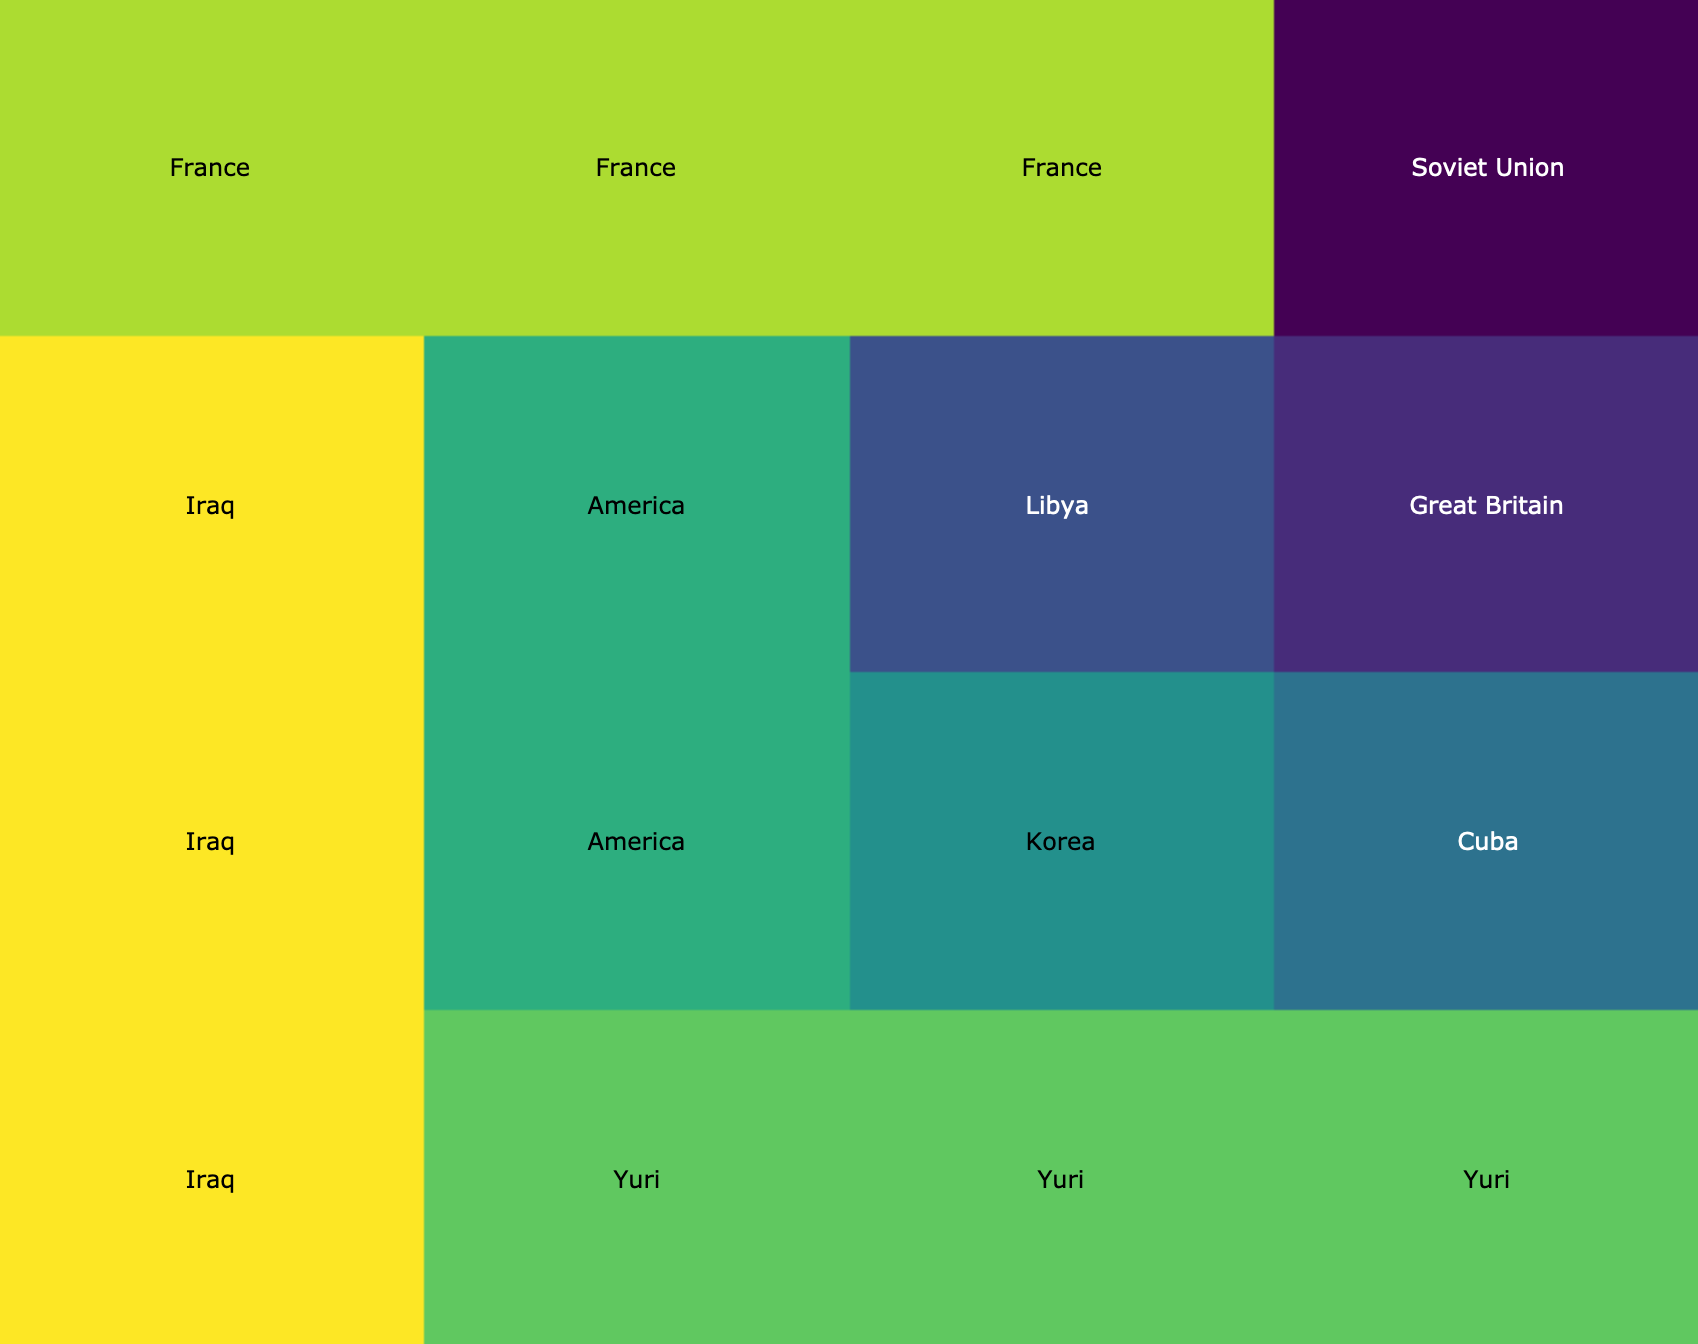 France France France Soviet Union
Iraq America Libya Great Britain
Iraq America Korea Cuba
Iraq Yuri Yuri Yuri